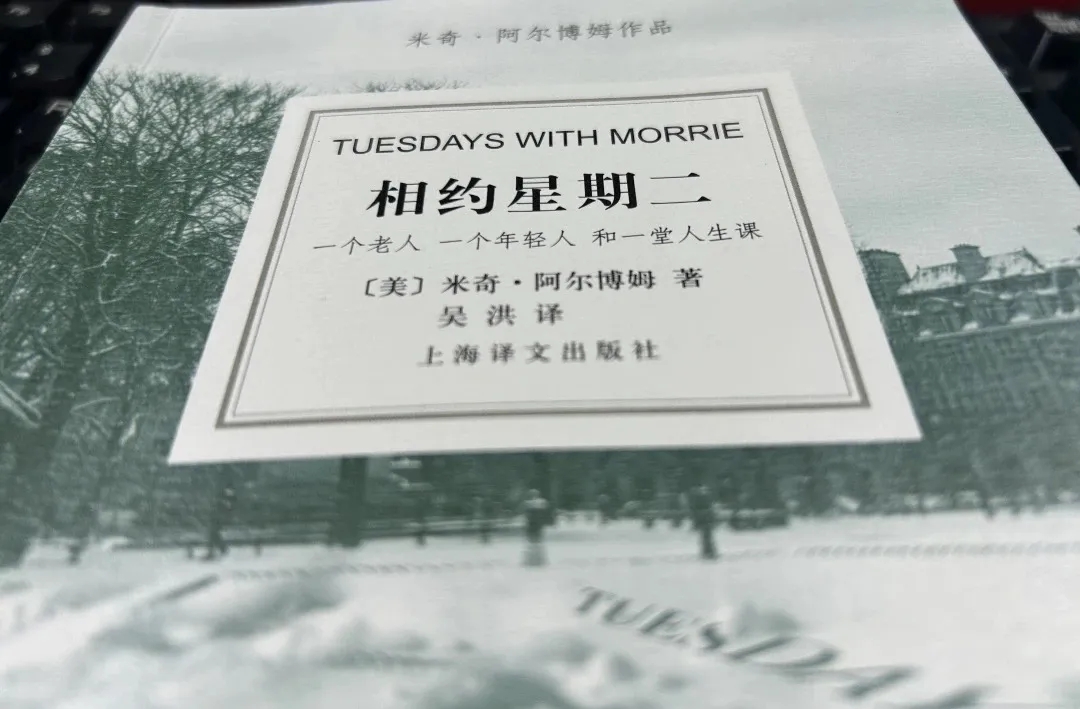 米奇·阿尔博姆作品
TUESDAYS WITH MORRIE
相约星期二
一个老人 一个年轻人 和一堂人生课
〔美〕米奇·阿尔博姆 著
吴洪 译
上海译文出版社
TUESDA